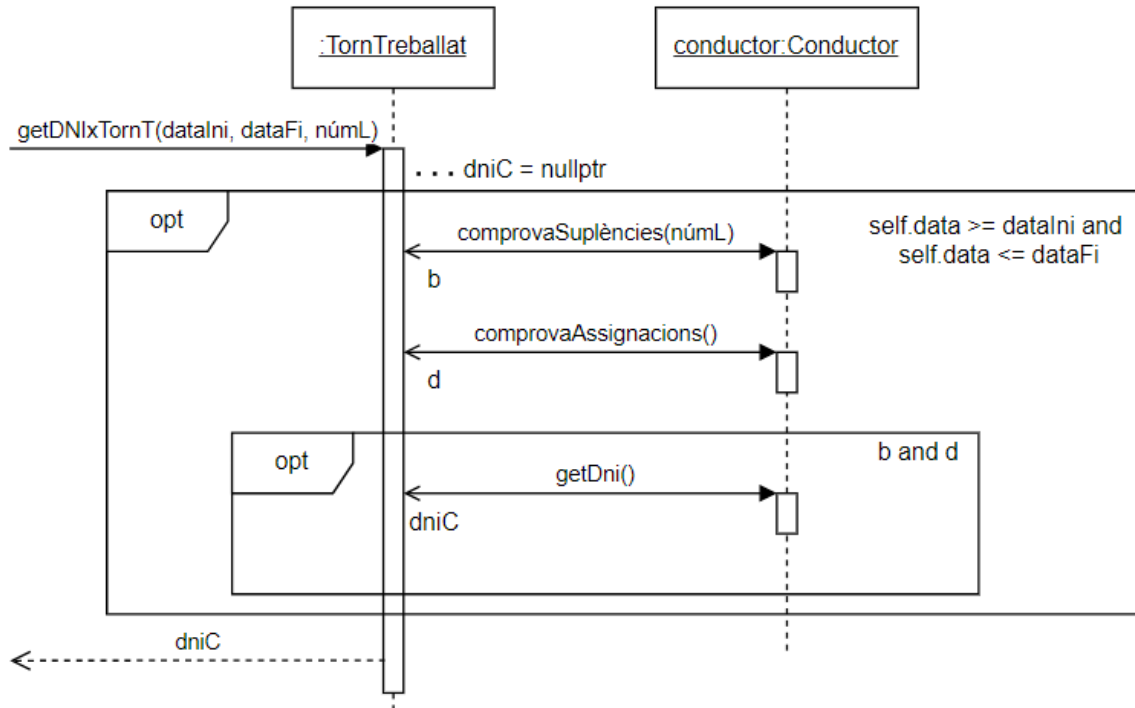 :TornTreballat
conductor:Conductor
getDNIxTornT(dataIni, dataFi, númL)
... dniC = nullptr
opt
self.data >= dataIni and
self.data <= dataFi
comprovaSuplències(númL)
b
comprovaAssignacions()
d
opt
b and d
getDni()
dniC
dniC